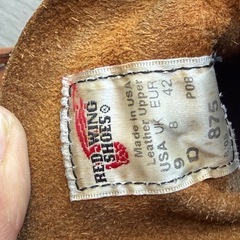 RED WING
SHOES
Made in USA
Leather Upper
USA UK EUR
9 8 42
D
875
P08